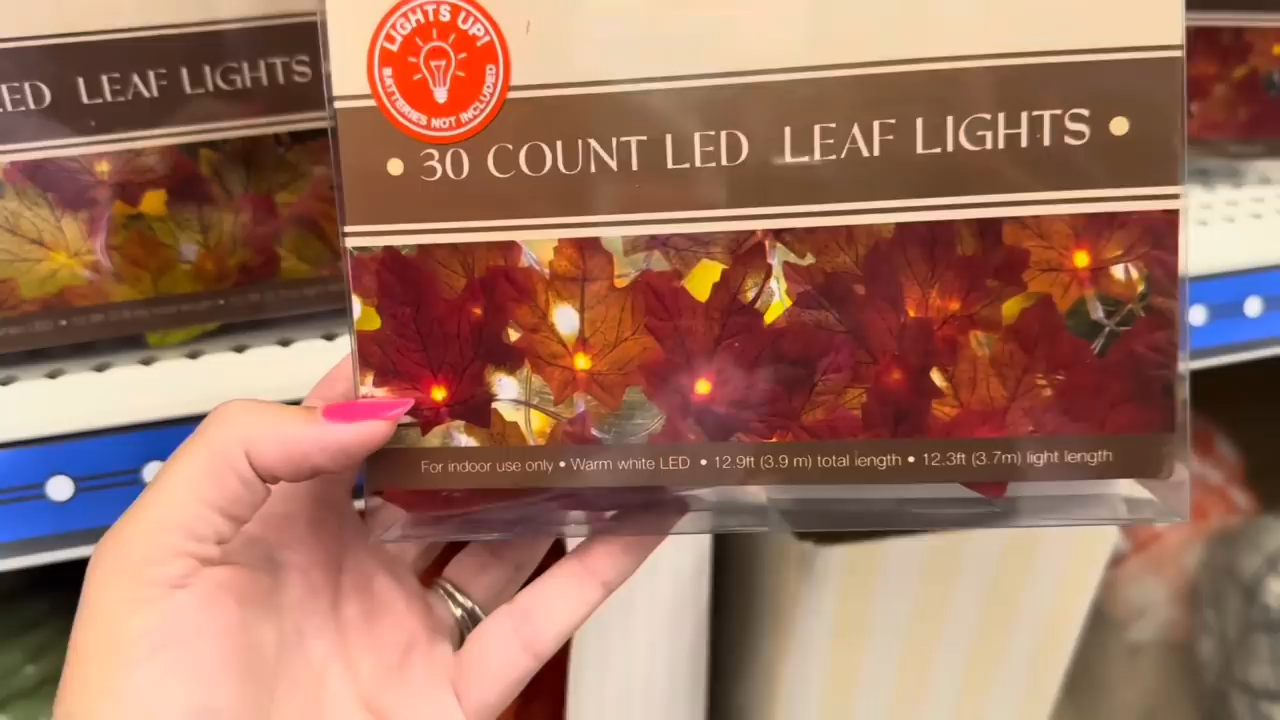 LIGHTS UP!
BATTERIES NOT INCLUDED
LED LEAF LIGHTS
• 30 COUNT LED LEAF LIGHTS •
For indoor use only • Warm white LED • 12.9ft (3.9 m) total length • 12.3ft (3.7m) light length